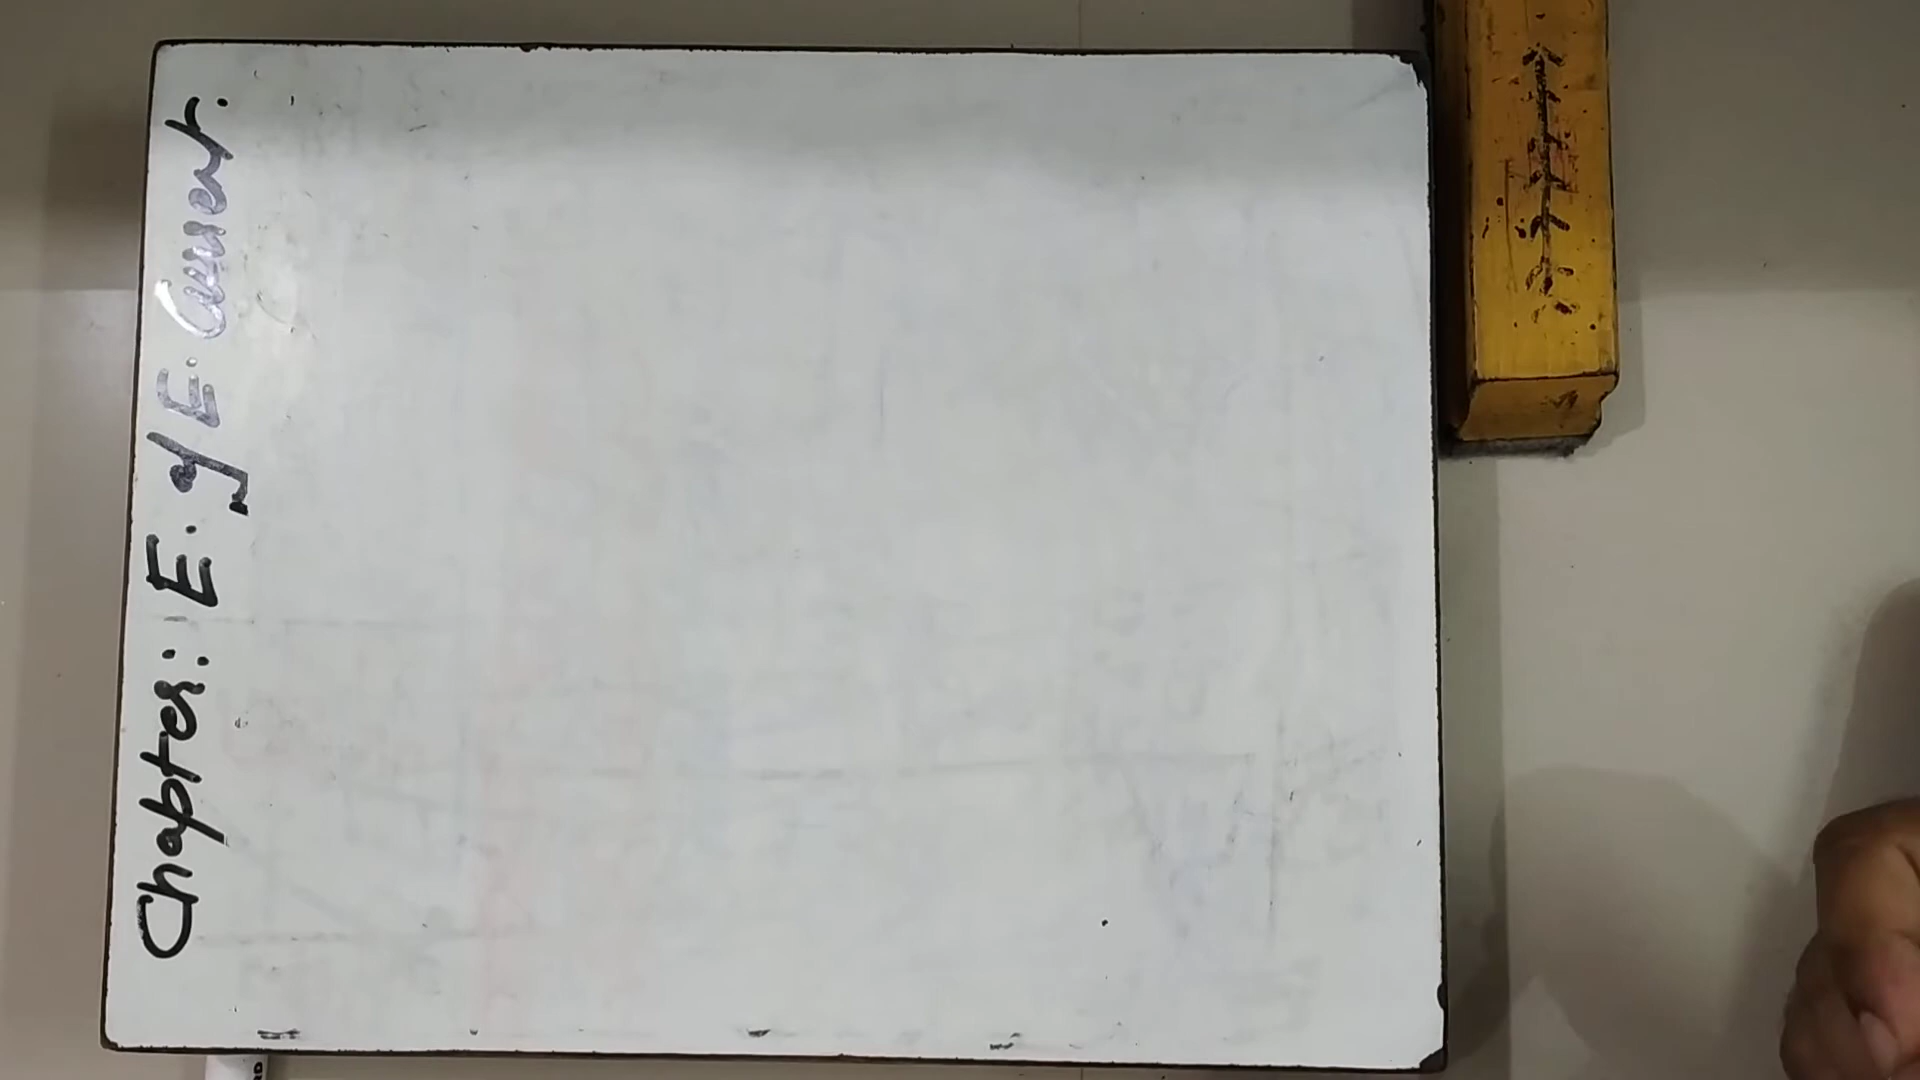 Chapter:: E. of E. Current.